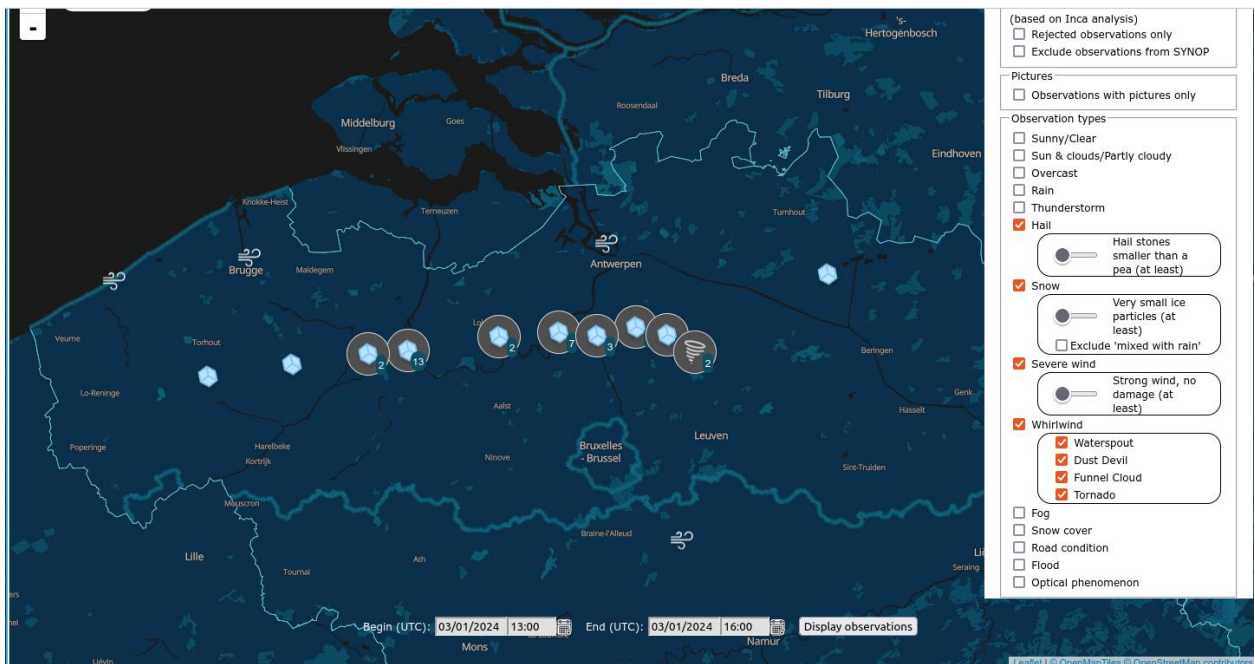 -
's-
Hertogenbosch
Breda
Tilburg
Roosendaal
Middelburg
Goes
Vlissingen
Eindhoven
Knokke-Heist
Terneuzen
Turnhout
Brugge
Maldegem
Antwerpen
Veurne
Torhout
Lo-Reninge
Beringen
2
13
2
7
3
2
Aalst
Genk
Hasselt
Poperinge
Harelbeke
Kortrijk
Ninove
Bruxelles
- Brussel
Leuven
Sint-Truiden
Mouscron
Braine-l'Alleud
Lille
Tournai
Ath
Seraing
Begin (UTC): 03/01/2024 13:00 End (UTC): 03/01/2024 16:00 Display observations
Mons
Namur
Liévin
Leaflet | © OpenMapTiles © OpenStreetMap contributors
(based on Inca analysis)
Rejected observations only
Exclude observations from SYNOP
Pictures
Observations with pictures only
Observation types
Sunny/Clear
Sun & clouds/Partly cloudy
Overcast
Rain
Thunderstorm
Hail
Hail stones
smaller than a
pea (at least)
Snow
Very small ice
particles (at
least)
Exclude 'mixed with rain'
Severe wind
Strong wind, no
damage (at
least)
Whirlwind
Waterspout
Dust Devil
Funnel Cloud
Tornado
Fog
Snow cover
Road condition
Flood
Optical phenomenon